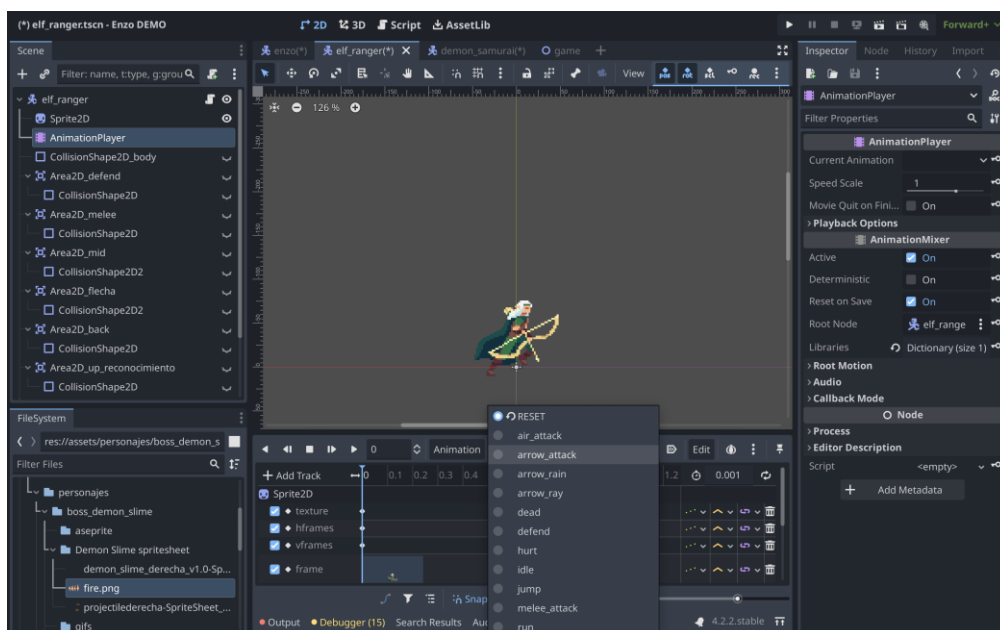 (*) elf_ranger.tscn - Enzo DEMO
2D 3D Script AssetLib
Forward+
Scene
Filter: name, t:type, g:grou
elf_ranger
Sprite2D
AnimationPlayer
CollisionShape2D_body
Area2D_defend
CollisionShape2D
Area2D_melee
CollisionShape2D
Area2D_mid
CollisionShape2D2
Area2D_flecha
CollisionShape2D2
Area2D_back
CollisionShape2D
Area2D_up_reconocimiento
CollisionShape2D
FileSystem
res://assets/personajes/boss_demon_s
Filter Files
personajes
boss_demon_slime
aseprite
Demon Slime spritesheet
demon_slime_derecha_v1.0-Sp...
fire.png
projectilederecha-SpriteSheet_...
gifs
enzo(*) elf_ranger(*) demon_samurai(*) game
View
126 %
0 Animation Edit
Add Track 0 0.1 0.2 0.3 0.4 1.2 0.001
Sprite2D
texture
hframes
vframes
frame
Snap
Output Debugger (15) Search Results
4.2.2.stable
RESET
air_attack
arrow_attack
arrow_rain
arrow_ray
dead
defend
hurt
idle
jump
melee_attack
run
Inspector Node History Import
AnimationPlayer
Filter Properties
AnimationPlayer
Current Animation
Speed Scale 1
Movie Quit on Fini... On
Playback Options
AnimationMixer
Active On
Deterministic On
Reset on Save On
Root Node elf_range
Libraries Dictionary (size 1)
Root Motion
Audio
Callback Mode
Node
Process
Editor Description
Script <empty>
Add Metadata